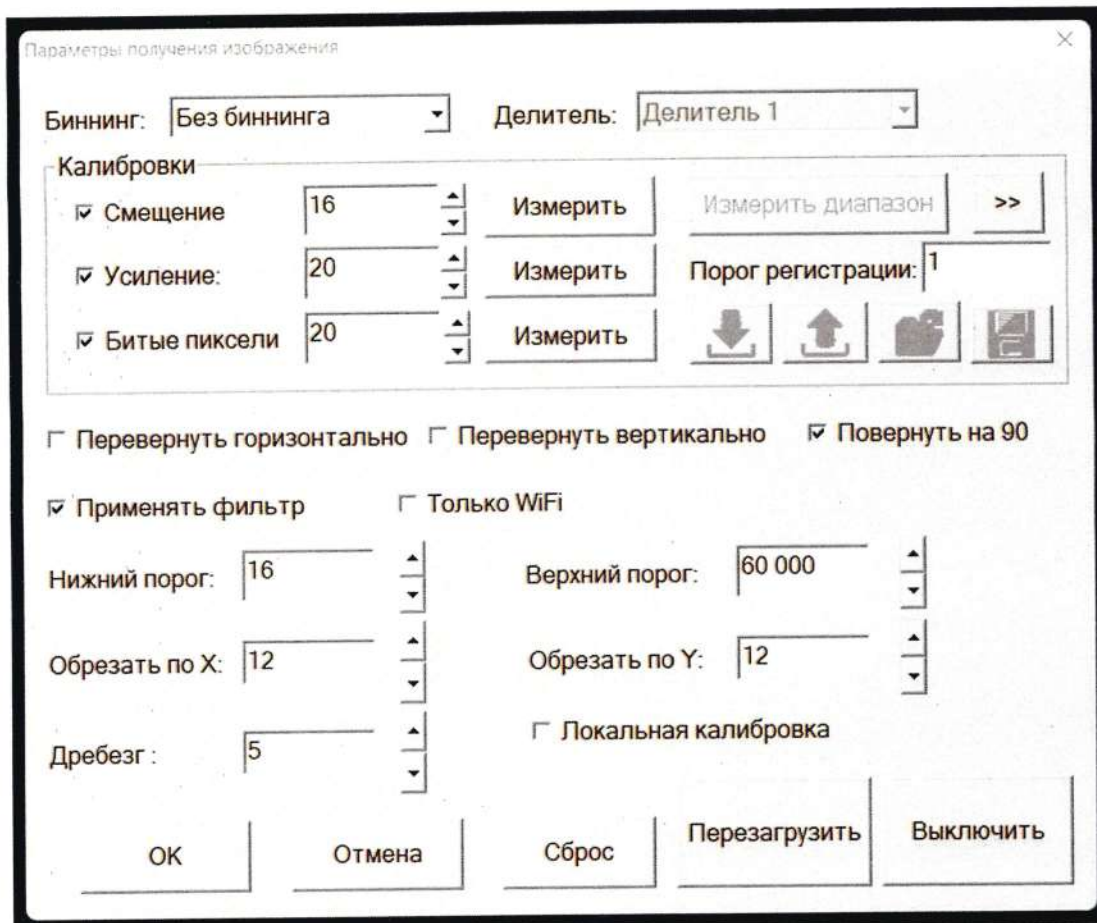 Параметры получения изображения
Биннинг: Без биннинга Делитель: Делитель 1
Калибровки
Смещение 16 Измерить Измерить диапазон >>
Усиление: 20 Измерить Порог регистрации: 1
Битые пиксели 20 Измерить
Перевернуть горизонтально Перевернуть вертикально Повернуть на 90
Применять фильтр Только WiFi
Нижний порог: 16 Верхний порог: 60 000
Обрезать по X: 12 Обрезать по Y: 12
Дребезг : 5 Локальная калибровка
OK Отмена Сброс Перезагрузить Выключить